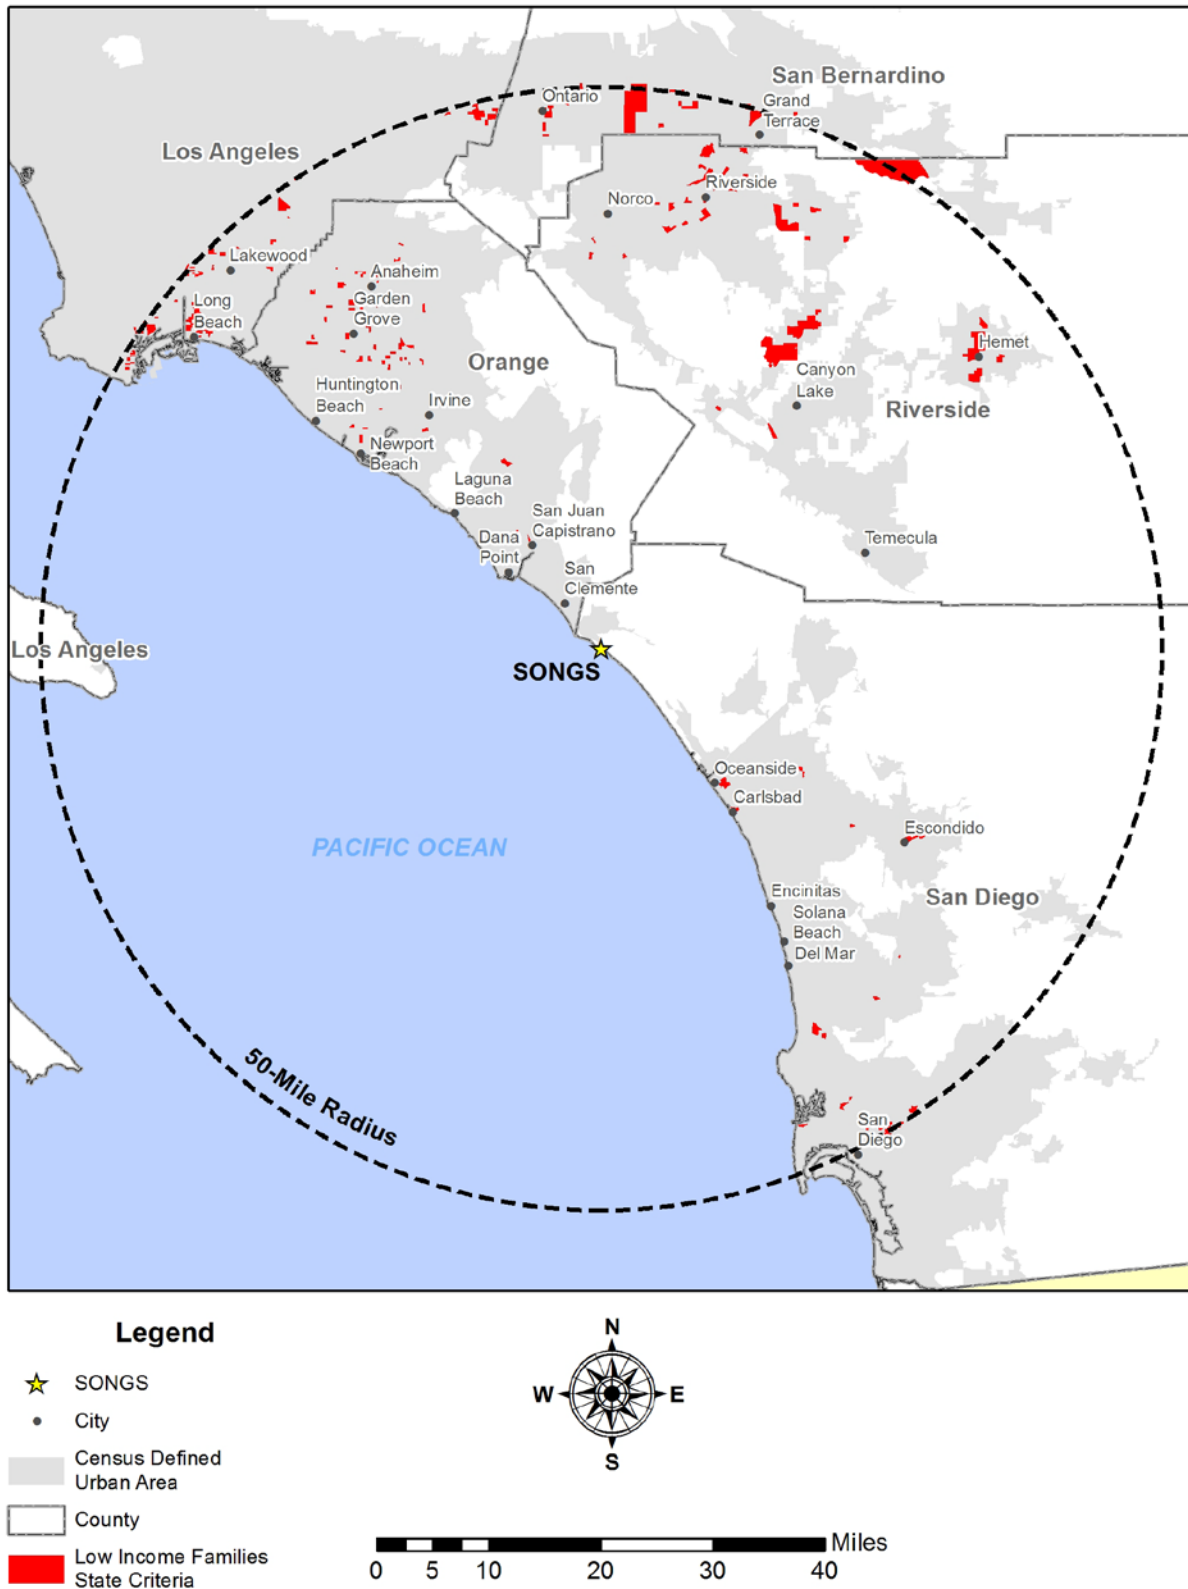 San Bernardino
Ontario
Grand
Terrace
Los Angeles
Riverside
Norco
Lakewood
Anaheim
Long
Beach
Garden
Grove
Hemet
Orange
Canyon
Lake
Huntington
Beach
Irvine
Riverside
Newport
Beach
Laguna
Beach
San Juan
Capistrano
Dana
Point
Temecula
San
Clemente
Los Angeles
SONGS
Oceanside
Carlsbad
PACIFIC OCEAN
Escondido
Encinitas
San Diego
Solana
Beach
Del Mar
50-Mile Radius
San
Diego
Legend
SONGS
City
Census Defined
Urban Area
County
Low Income Families
State Criteria
N
W
E
S
Miles
0 5 10 20 30 40